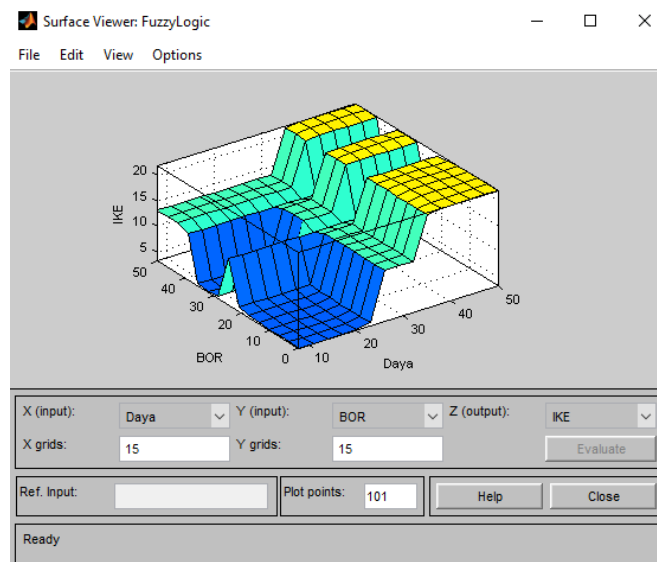 Surface Viewer: FuzzyLogic
File Edit View Options
20
15
10
5
IKE
50
40
30
20
10
0
BOR
10
20
30
40
50
Daya
X (input): Daya Y (input): BOR Z (output): IKE
X grids: 15 Y grids: 15 Evaluate
Ref. Input: Plot points: 101 Help Close
Ready